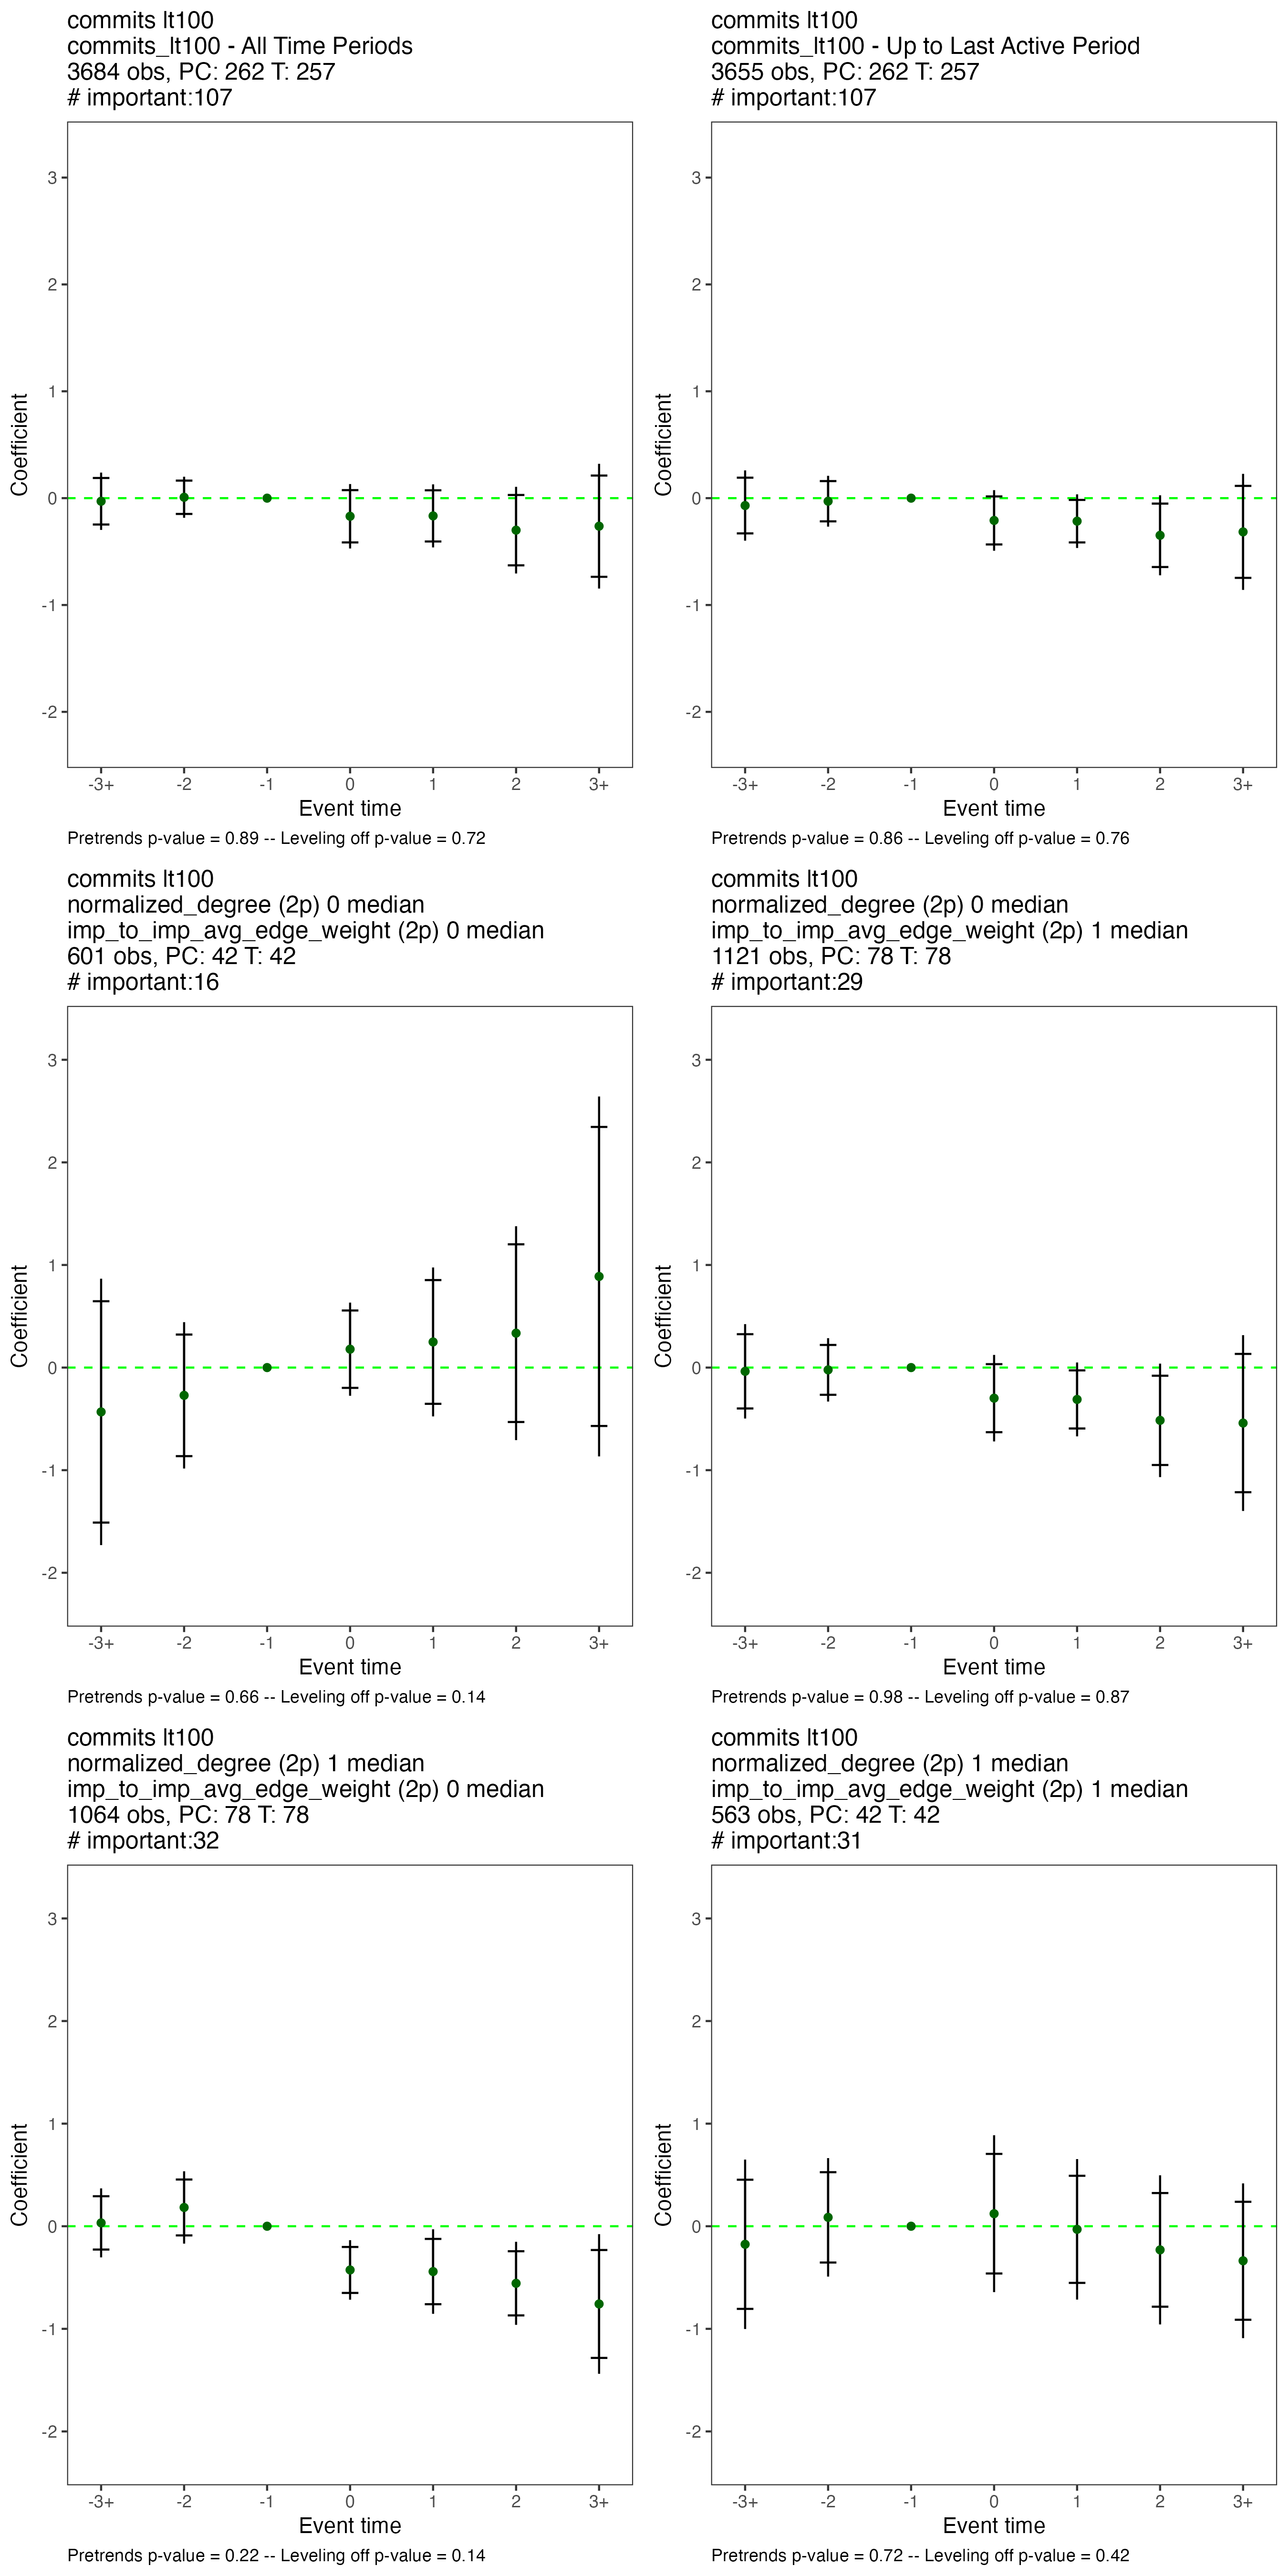 commits lt100
commits_lt100 - All Time Periods
3684 obs, PC: 262 T: 257
# important:107
3
2
1
0
-1
-2
Coefficient
-3+ -2 -1 0 1 2 3+
Event time
Pretrends p-value = 0.89 -- Leveling off p-value = 0.72
commits lt100
commits_lt100 - Up to Last Active Period
3655 obs, PC: 262 T: 257
# important:107
3
2
1
0
-1
-2
Coefficient
-3+ -2 -1 0 1 2 3+
Event time
Pretrends p-value = 0.86 -- Leveling off p-value = 0.76
commits lt100
normalized_degree (2p) 0 median
imp_to_imp_avg_edge_weight (2p) 0 median
601 obs, PC: 42 T: 42
# important:16
3
2
1
0
-1
-2
Coefficient
-3+ -2 -1 0 1 2 3+
Event time
Pretrends p-value = 0.66 -- Leveling off p-value = 0.14
commits lt100
normalized_degree (2p) 0 median
imp_to_imp_avg_edge_weight (2p) 1 median
1121 obs, PC: 78 T: 78
# important:29
3
2
1
0
-1
-2
Coefficient
-3+ -2 -1 0 1 2 3+
Event time
Pretrends p-value = 0.98 -- Leveling off p-value = 0.87
commits lt100
normalized_degree (2p) 1 median
imp_to_imp_avg_edge_weight (2p) 0 median
1064 obs, PC: 78 T: 78
# important:32
3
2
1
0
-1
-2
Coefficient
-3+ -2 -1 0 1 2 3+
Event time
Pretrends p-value = 0.22 -- Leveling off p-value = 0.14
commits lt100
normalized_degree (2p) 1 median
imp_to_imp_avg_edge_weight (2p) 1 median
563 obs, PC: 42 T: 42
# important:31
3
2
1
0
-1
-2
Coefficient
-3+ -2 -1 0 1 2 3+
Event time
Pretrends p-value = 0.72 -- Leveling off p-value = 0.42